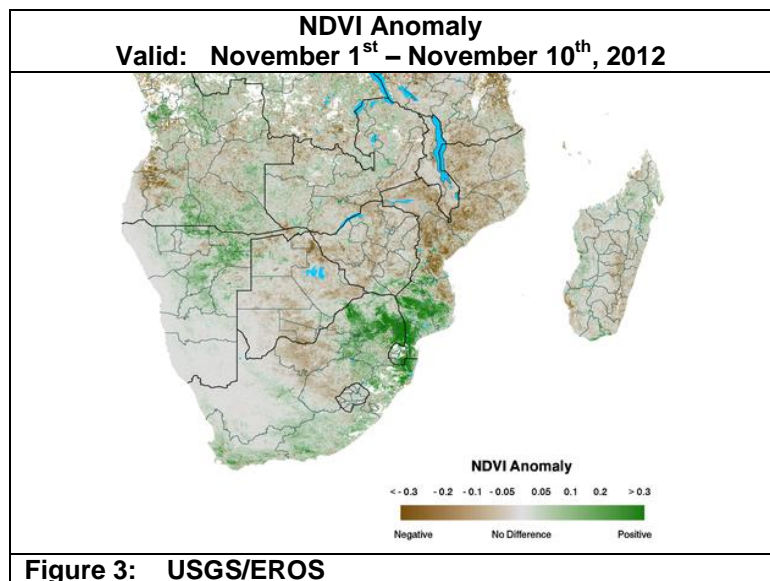 NDVI Anomaly
Valid: November 1st – November 10th, 2012
NDVI Anomaly
< - 0.3 - 0.2 - 0.1 - 0.05 0.05 0.1 0.2 > 0.3
Negative No Difference Positive
Figure 3: USGS/EROS